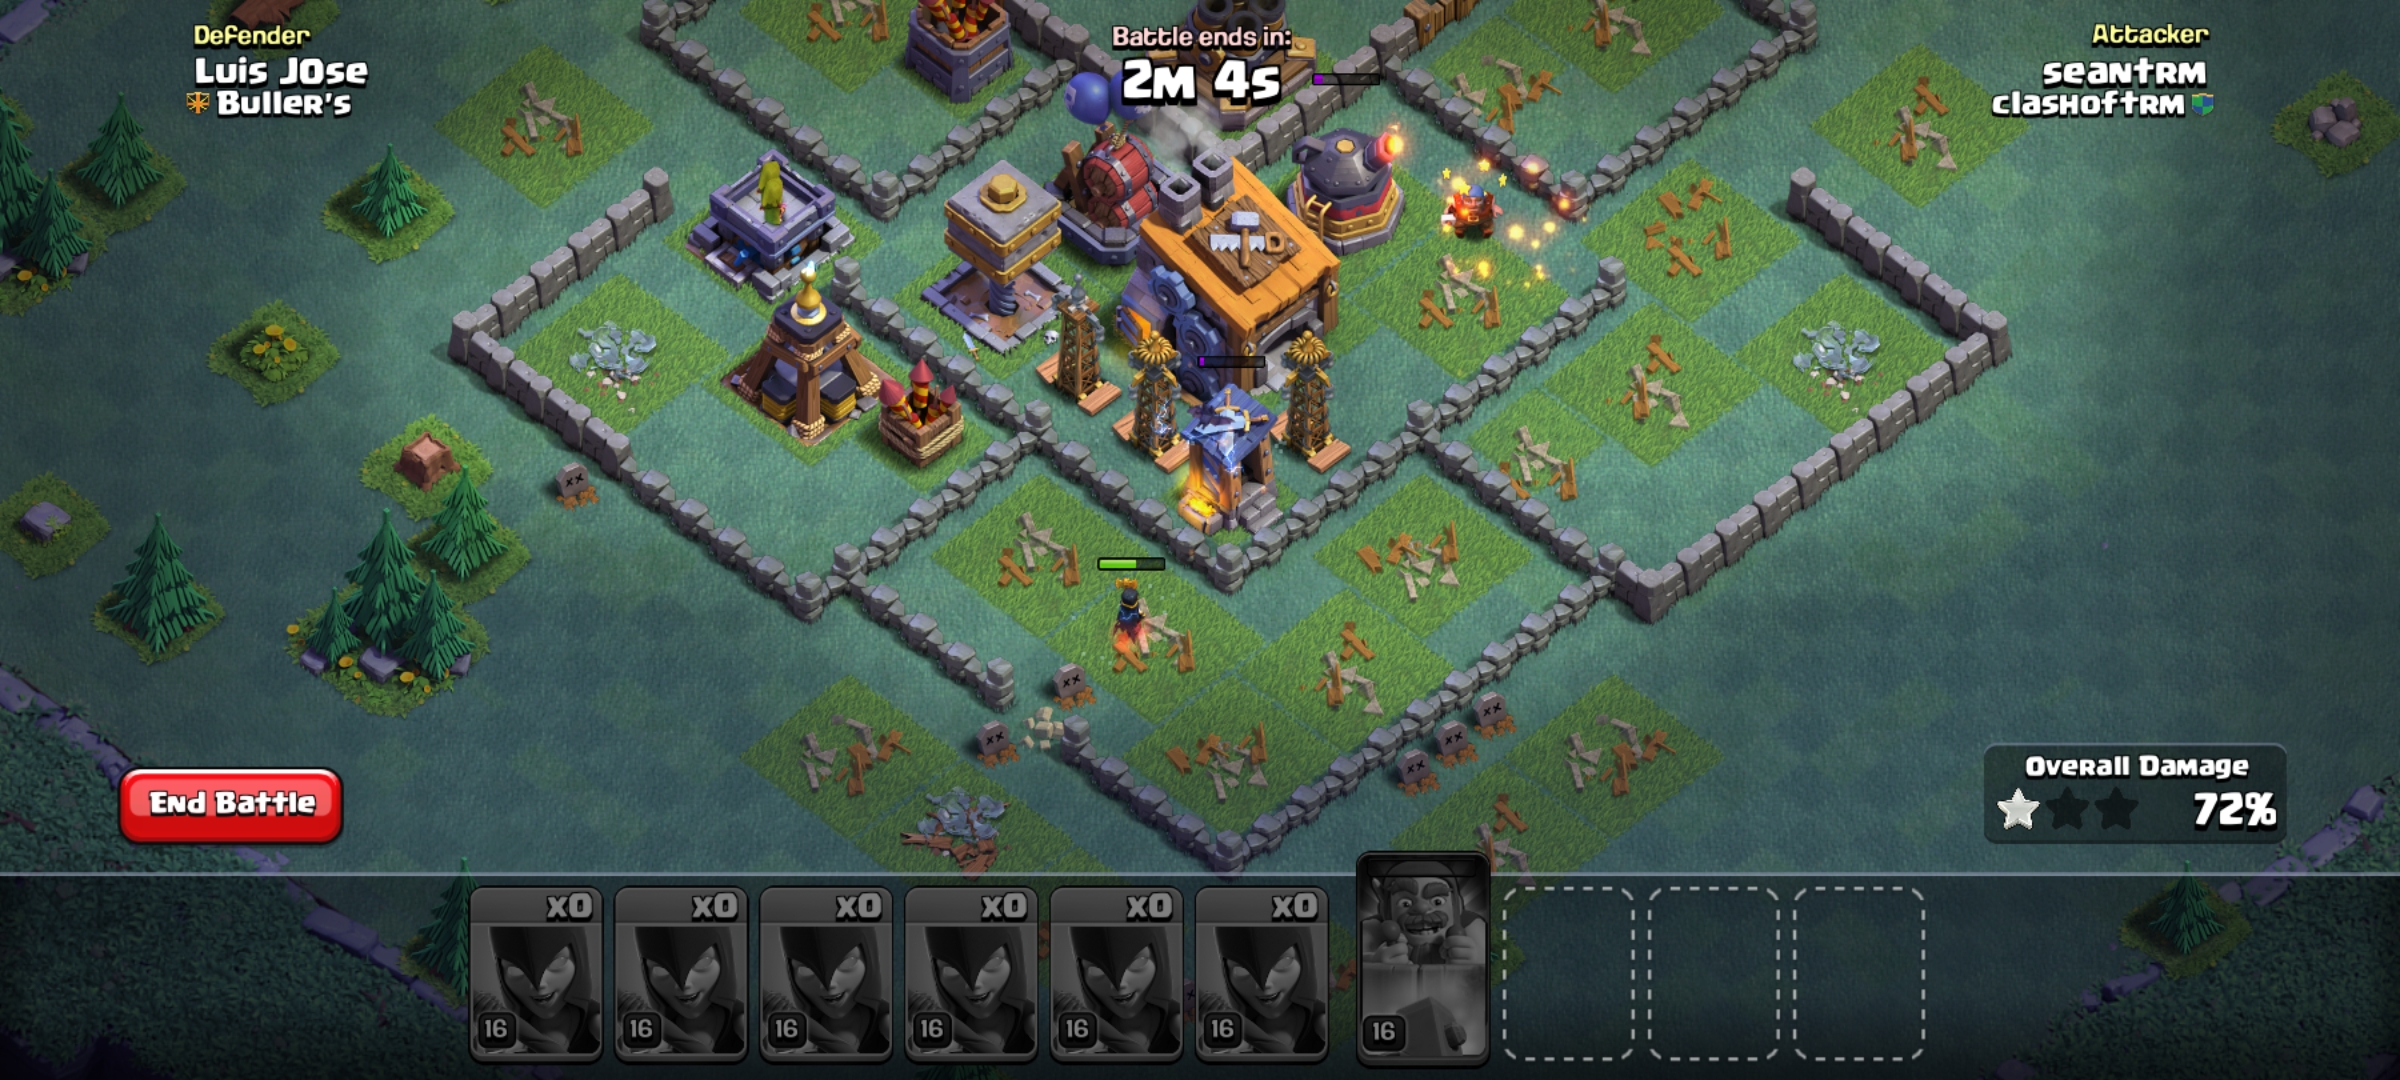 Defender
Luis JOse
Buller's
Battle ends in:
2M 4s
Attacker
seantRM
clashoftRM
End Battle
Overall Damage
72%
x0
x0
x0
x0
x0
x0
16
16
16
16
16
16
16